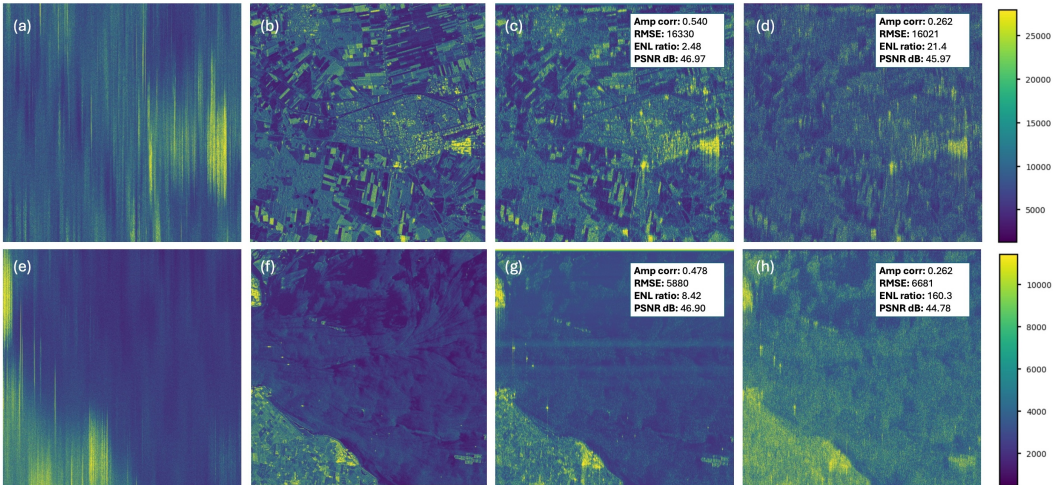 (a)
(b)
(c)
Amp corr: 0.540
RMSE: 16330
ENL ratio: 2.48
PSNR dB: 46.97
(d)
Amp corr: 0.262
RMSE: 16021
ENL ratio: 21.4
PSNR dB: 45.97
25000
20000
15000
10000
5000
(e)
(f)
(g)
Amp corr: 0.478
RMSE: 5880
ENL ratio: 8.42
PSNR dB: 46.90
(h)
Amp corr: 0.262
RMSE: 6681
ENL ratio: 160.3
PSNR dB: 44.78
10000
8000
6000
4000
2000